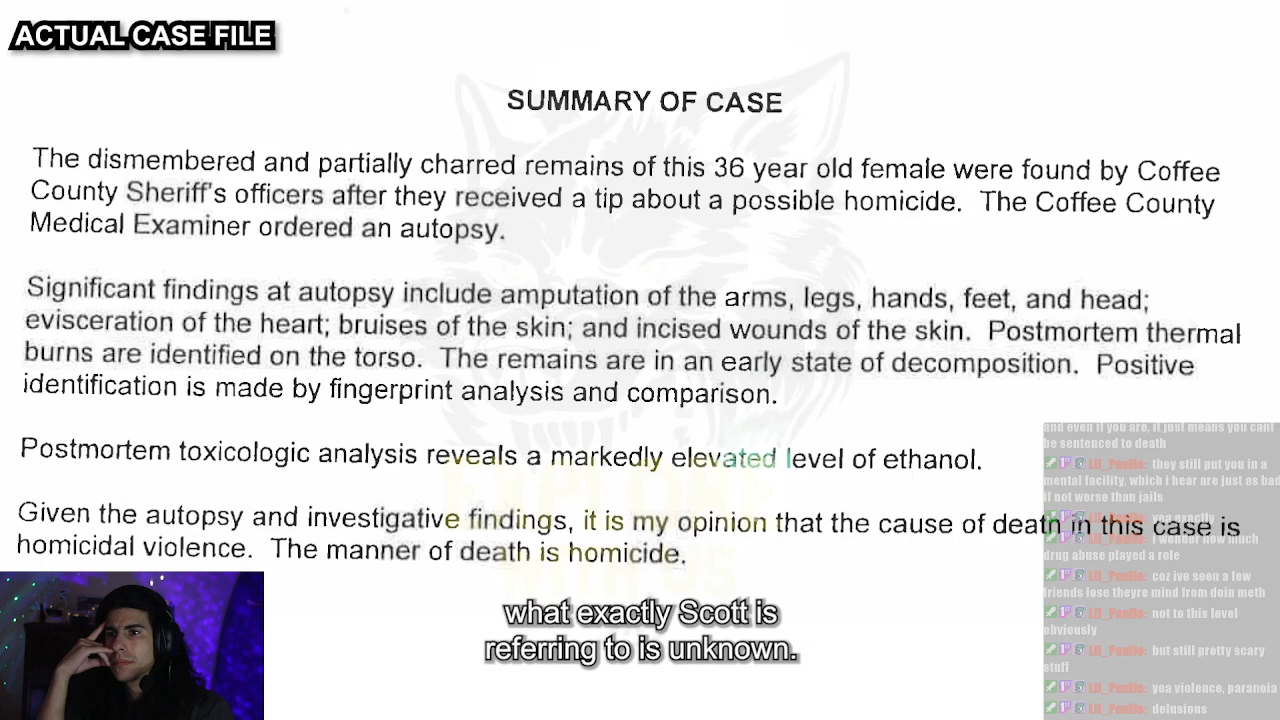 ACTUAL CASE FILE
SUMMARY OF CASE
The dismembered and partially charred remains of this 36 year old female were found by Coffee
County Sheriff's officers after they received a tip about a possible homicide. The Coffee County
Medical Examiner ordered an autopsy.
Significant findings at autopsy include amputation of the arms, legs, hands, feet, and head;
evisceration of the heart; bruises of the skin; and incised wounds of the skin. Postmortem thermal
burns are identified on the torso. The remains are in an early state of decomposition. Positive
identification is made by fingerprint analysis and comparison.
Postmortem toxicologic analysis reveals a markedly elevated level of ethanol.
Given the autopsy and investigative findings, it is my opinion that the cause of death in this case is
homicidal violence. The manner of death is homicide.
what exactly Scott is
referring to is unknown.
EXPLORE
WITH US
and even if you are, it just means you cant
be sentenced to death
they still put you in a
mental facility, which I hear are just as bad
if not worse than jails
yea exactly
I wonder how much
drug abuse played a role
coz ive seen a few
friends lose theyre mind from doin meth
not to this level
obviously
but still pretty scary
stuff
yea violence, paranoia
delusions